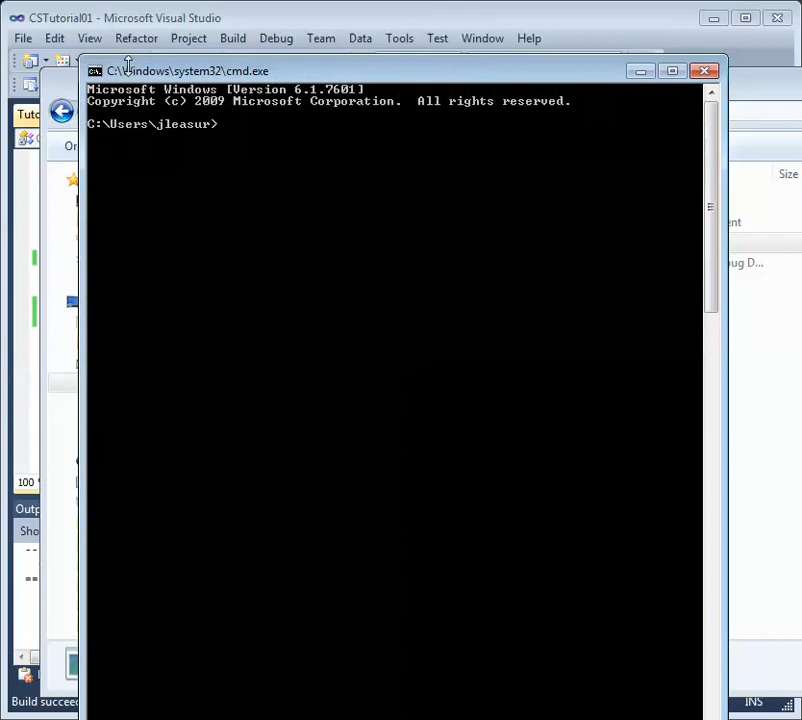 CSTutorial01 - Microsoft Visual Studio
File Edit View Refactor Project Build Debug Team Data Tools Test Window Help
C:\Windows\system32\cmd.exe
Microsoft Windows [Version 6.1.7601]
Copyright (c) 2009 Microsoft Corporation. All rights reserved.
C:\Users\jleasur>
Tuto
Or
Size
ent
bug D...
100
Outp
Sho
Build succee
INS